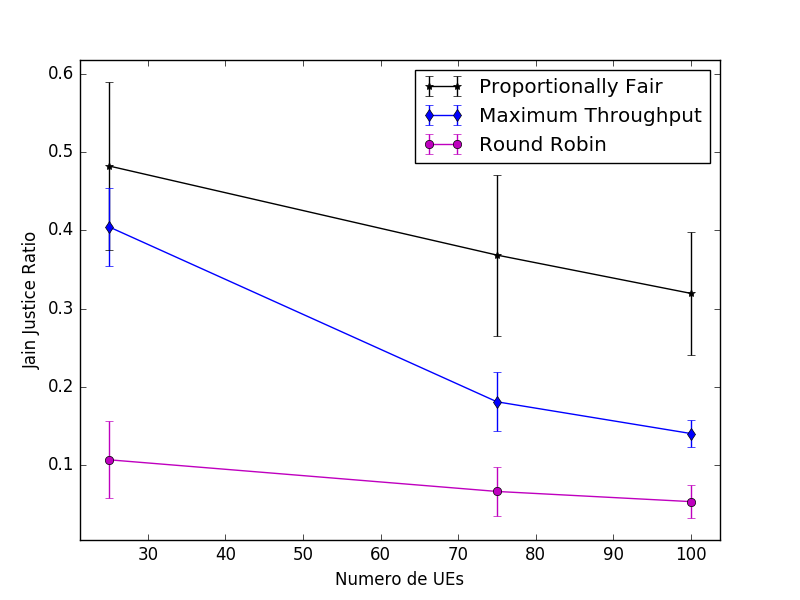 Proportionally Fair
Maximum Throughput
Round Robin
0.6
0.5
0.4
0.3
0.2
0.1
Jain Justice Ratio
30 40 50 60 70 80 90 100
Numero de UEs